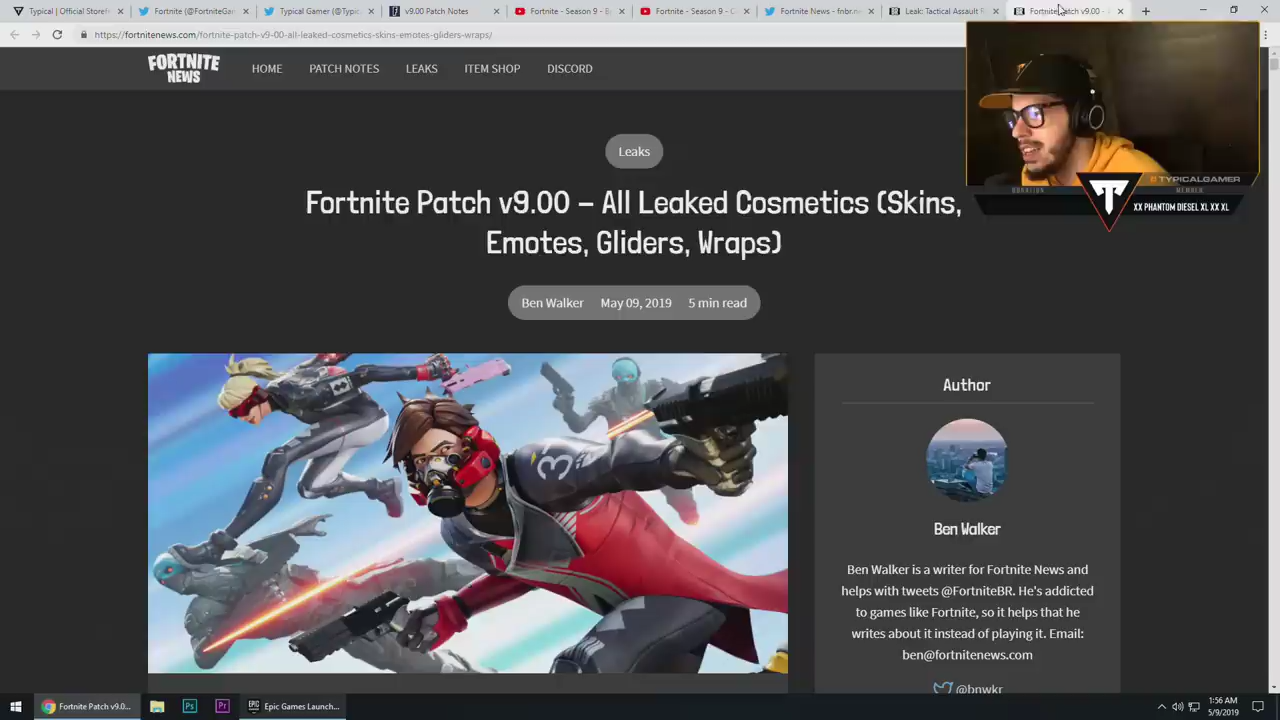 Typical | Official Storef
Fortnite (@FortniteGa
Typical Gamer (@Typic
v9.00 Patch Notes
Fortnite - Season 9 - B
Fortnite - Season 9 - C
Fortnite News - fnbr.n
Leak: Tactical Assault R
Fortnite Patch v9.00 -
https://fortnitenews.com/fortnite-patch-v9-00-all-leaked-cosmetics-skins-emotes-gliders-wraps/
FORTNITE
NEWS
HOME
PATCH NOTES
LEAKS
ITEM SHOP
DISCORD
Leaks
Fortnite Patch v9.00 – All Leaked Cosmetics (Skins,
Emotes, Gliders, Wraps)
Ben Walker May 09, 2019 5 min read
# TYPICALGAMER
DONATION
MEMBER
XX PHANTOM DIESEL XL XX XL
Author
Ben Walker
Ben Walker is a writer for Fortnite News and
helps with tweets @FortniteBR. He's addicted
to games like Fortnite, so it helps that he
writes about it instead of playing it. Email:
ben@fortnitenews.com
@bnwkr
Fortnite Patch v9.0...
Ps
Pr
Epic Games Launch...
1:56 AM
5/9/2019